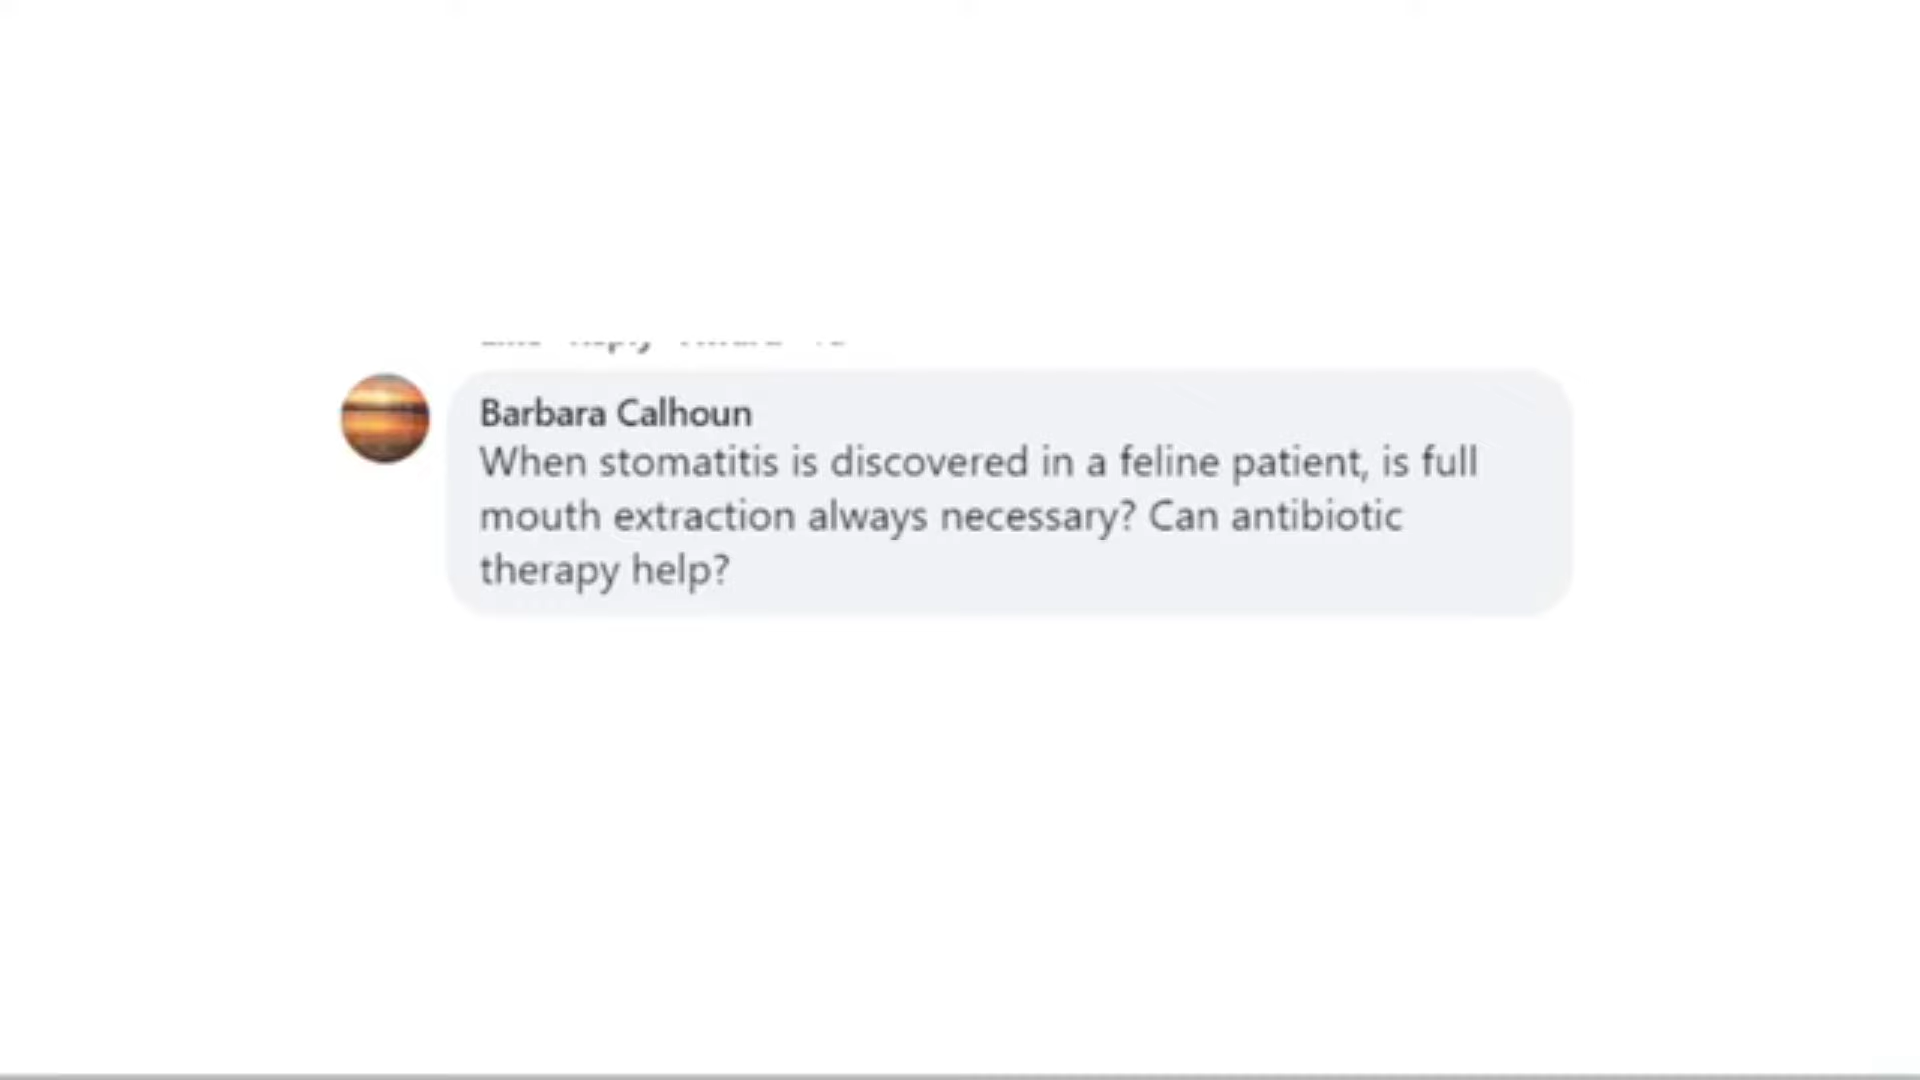 Barbara Calhoun
When stomatitis is discovered in a feline patient, is full
mouth extraction always necessary? Can antibiotic
therapy help?